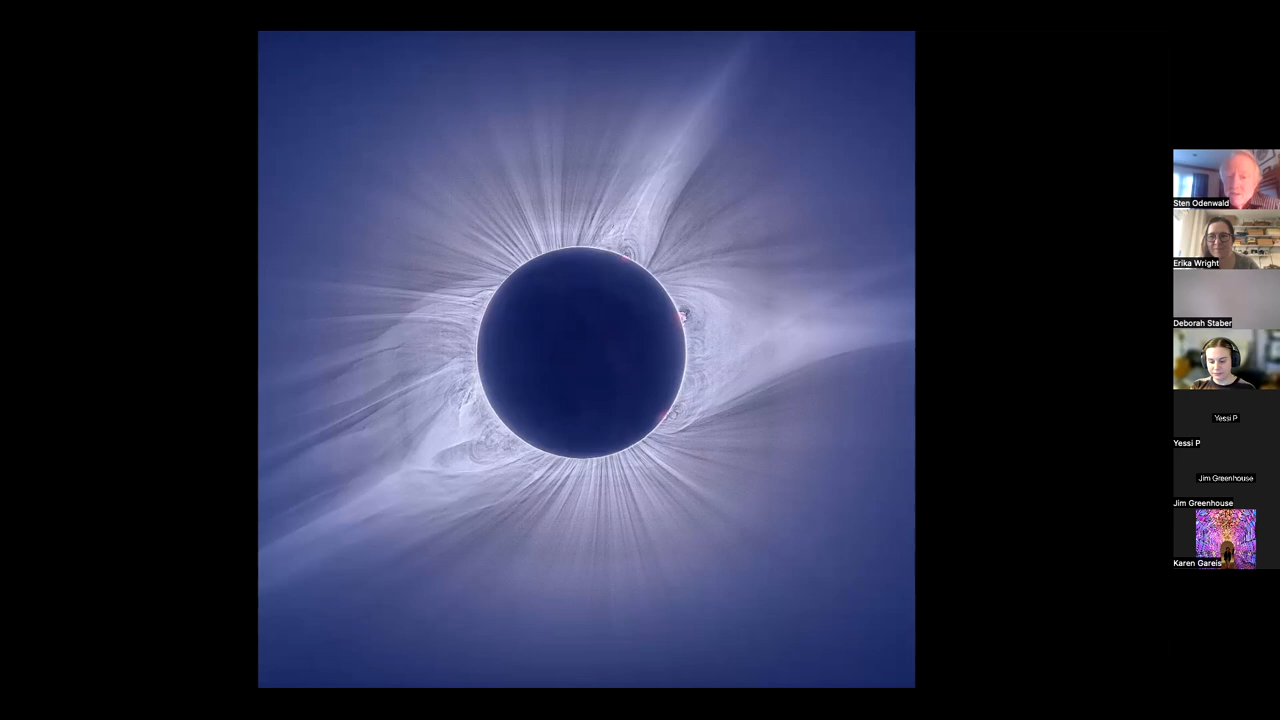 Sten Odenwald
Erika Wright
Deborah Staber
Yessi P
Yessi P
Jim Greenhouse
Jim Greenhouse
Karen Gareis